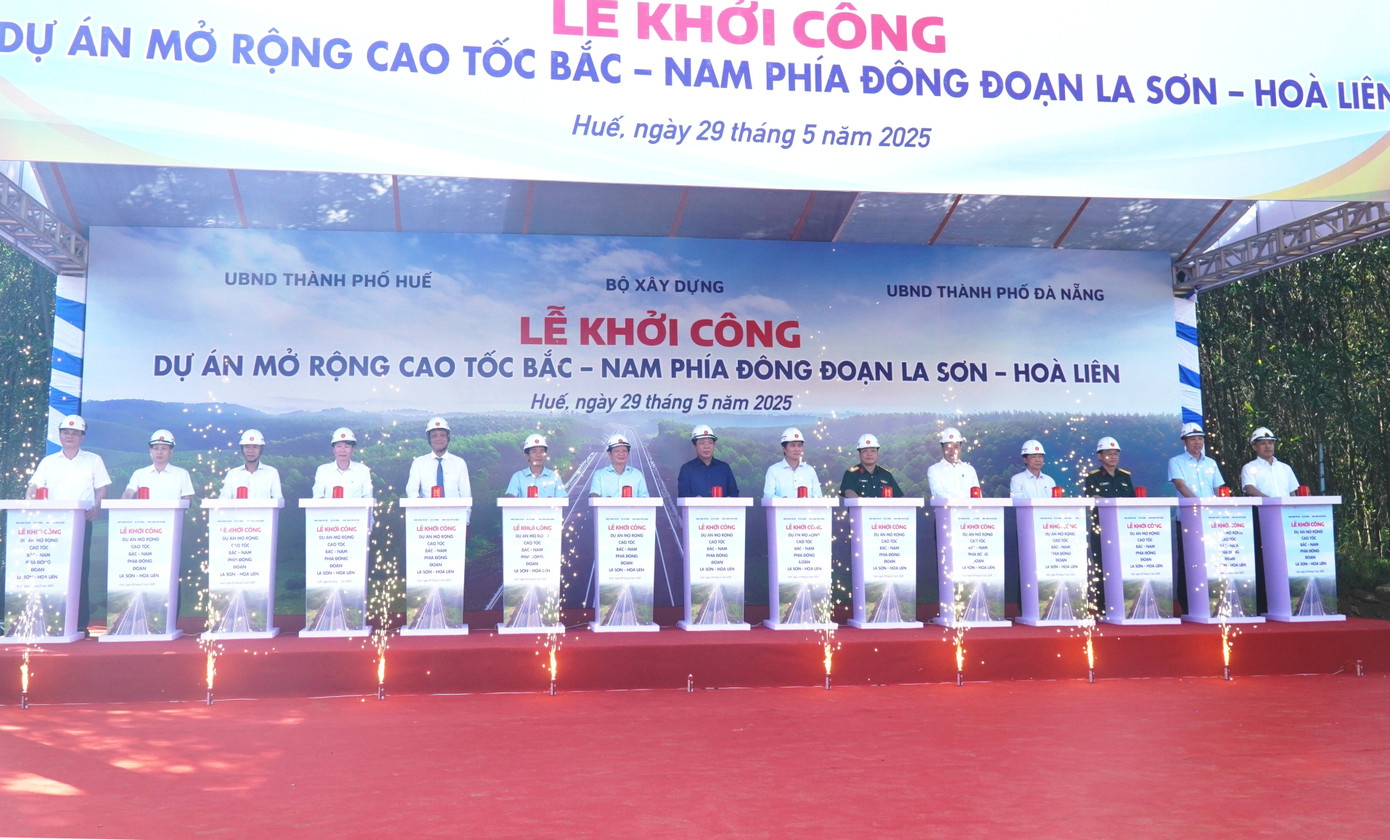 LỄ KHỞI CÔNG
DỰ ÁN MỞ RỘNG CAO TỐC BẮC – NAM PHÍA ĐÔNG ĐOẠN LA SƠN – HOÀ LIÊN
Huế, ngày 29 tháng 5 năm 2025
UBND THÀNH PHỐ HUẾ
BỘ XÂY DỰNG
UBND THÀNH PHỐ ĐÀ NẴNG
LỄ KHỞI CÔNG
DỰ ÁN MỞ RỘNG CAO TỐC BẮC – NAM PHÍA ĐÔNG ĐOẠN LA SƠN – HOÀ LIÊN
Huế, ngày 29 tháng 5 năm 2025
LỄ KHỞI CÔNG
DỰ ÁN MỞ RỘNG
CAO TỐC
BẮC - NAM
PHÍA ĐÔNG
ĐOẠN
LA SƠN - HOÀ LIÊN